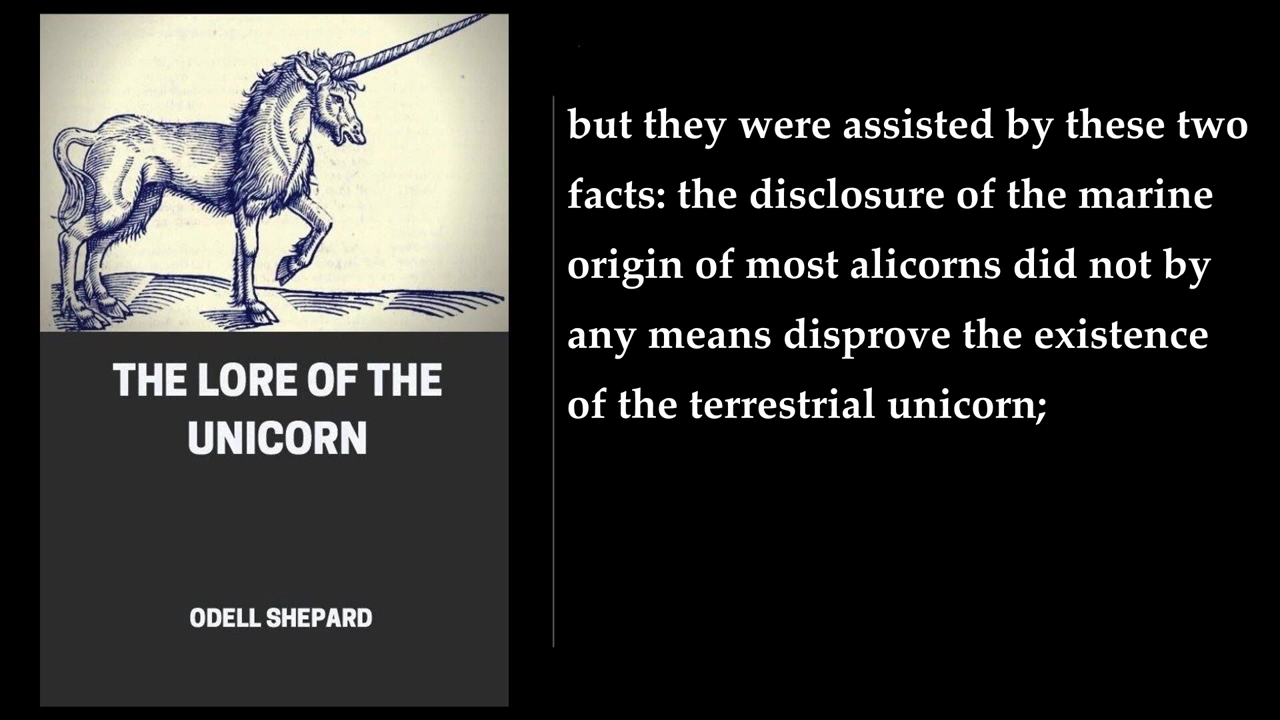 THE LORE OF THE
UNICORN
ODELL SHEPARD
but they were assisted by these two
facts: the disclosure of the marine
origin of most alicorns did not by
any means disprove the existence
of the terrestrial unicorn;